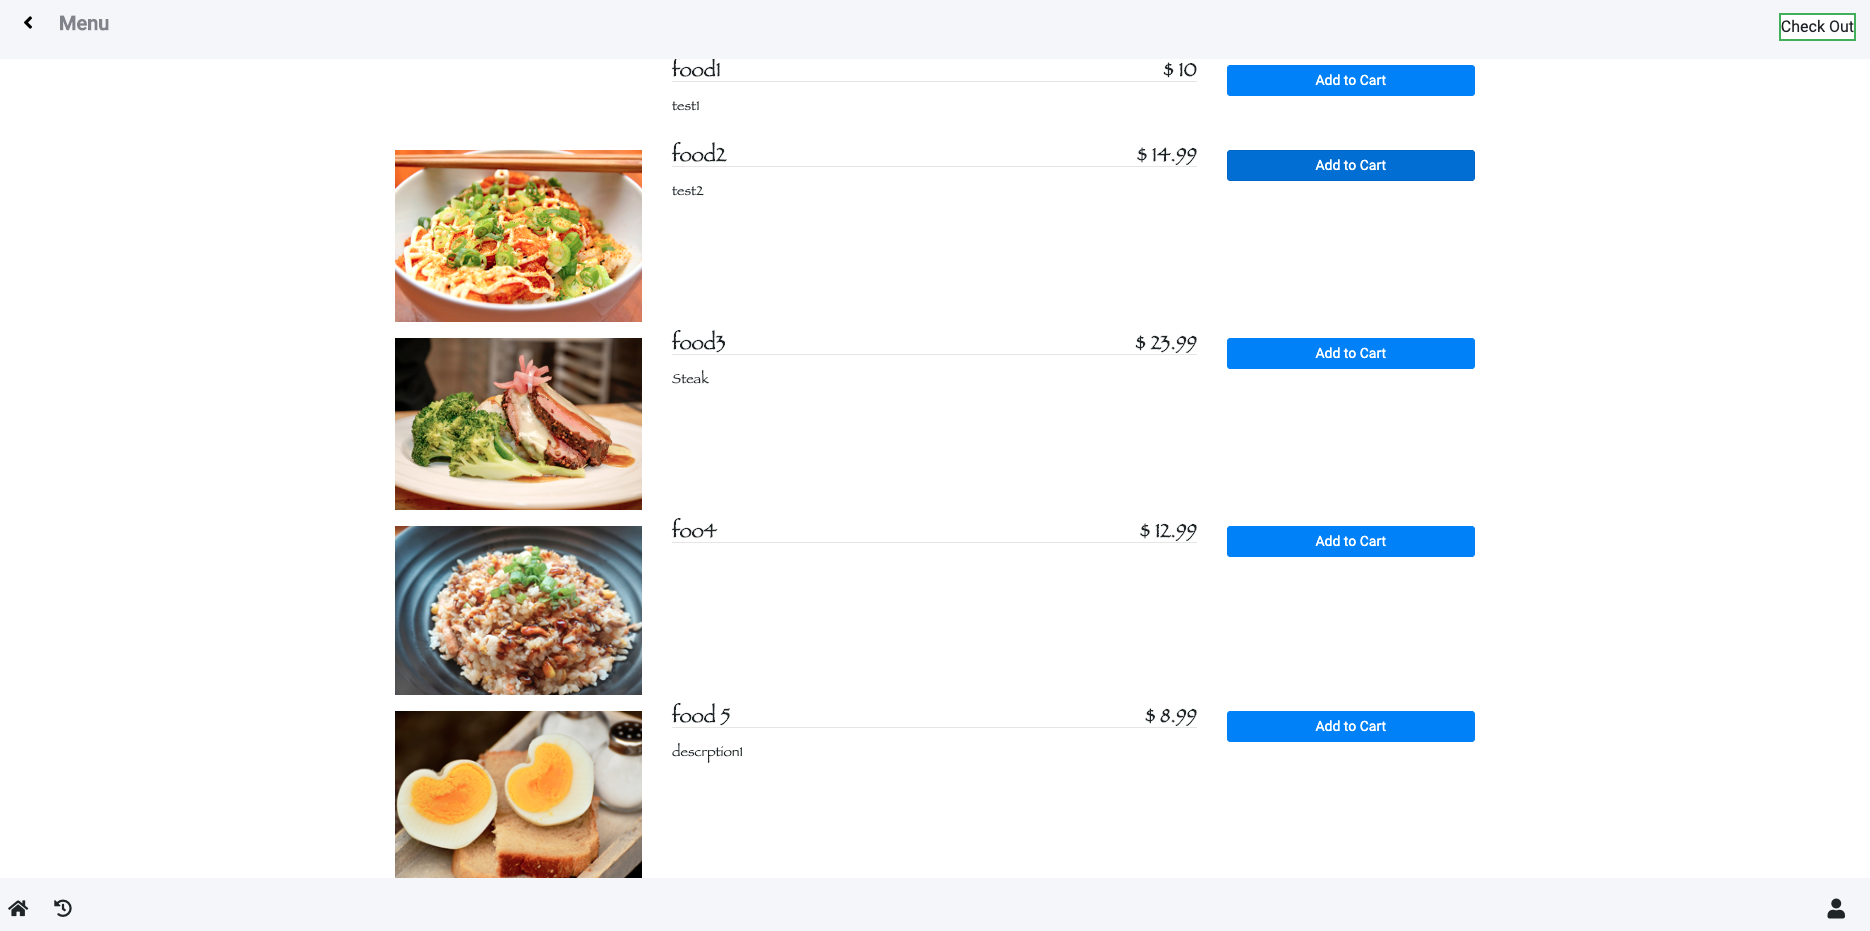 Menu
Check Out
food1 $ 10 Add to Cart
test1
food2 $ 14.99 Add to Cart
test2
food3 $ 23.99 Add to Cart
Steak
foo4 $ 12.99 Add to Cart
food 5 $ 8.99 Add to Cart
descrption1